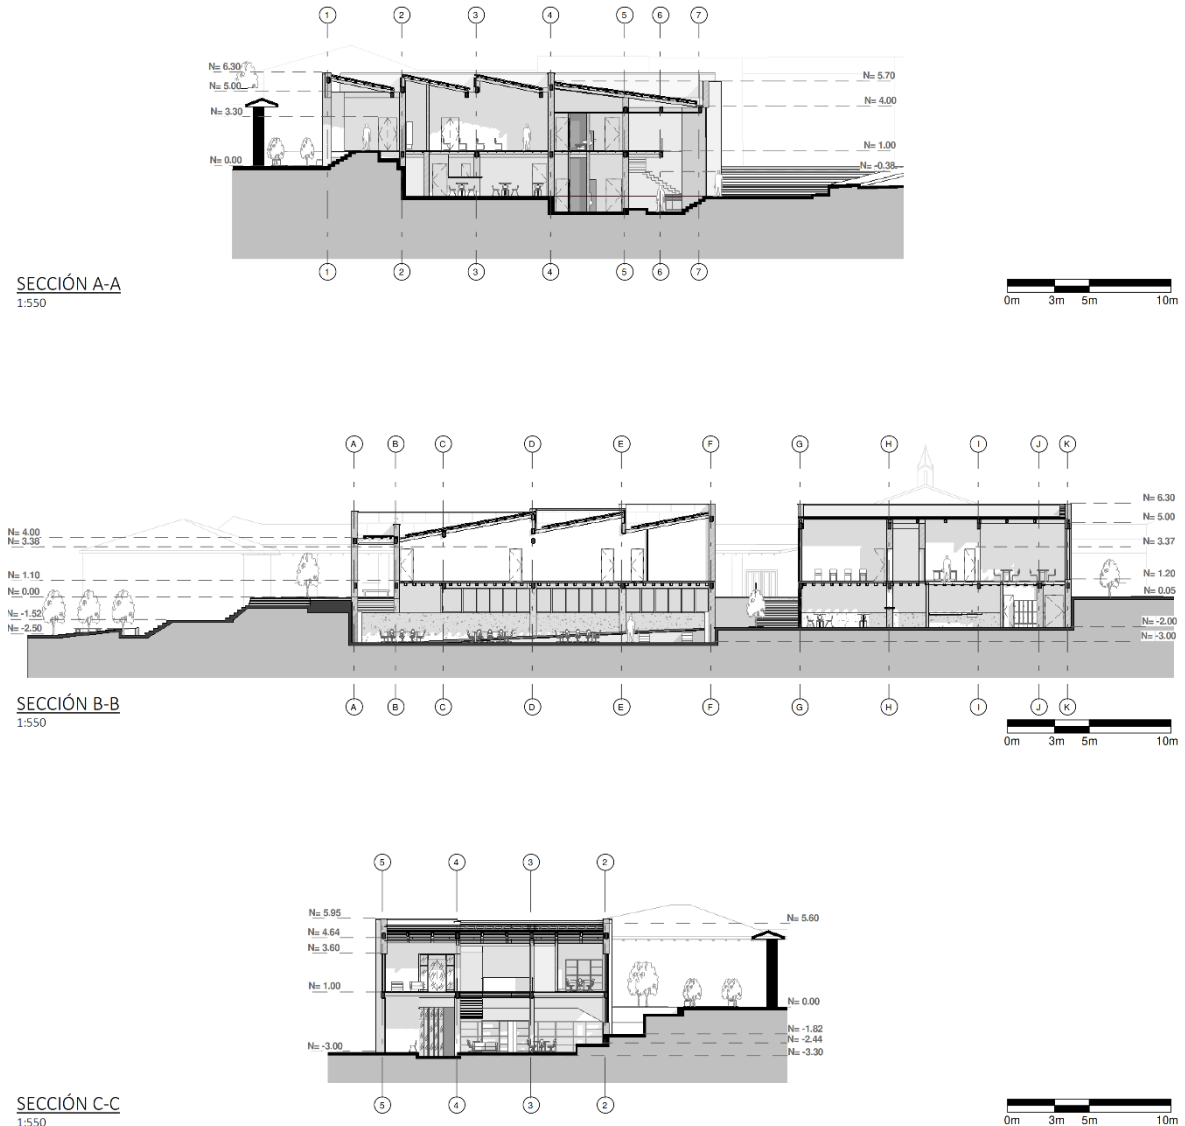 1 2 3 4 5 6 7
N= 6.30
N= 5.00
N= 3.30
N= 0.00
N= 5.70
N= 4.00
N= 1.00
N= -0.38
1 2 3 4 5 6 7
SECCIÓN A-A
1:550
0m 3m 5m 10m
A B C D E F G H I J K
N= 4.00
N= 3.38
N= 1.10
N= 0.00
N= -1.52
N= -2.50
N= 6.30
N= 5.00
N= 3.37
N= 1.20
N= 0.05
N= -2.00
N= -3.00
A B C D E F G H I J K
SECCIÓN B-B
1:550
0m 3m 5m 10m
5 4 3 2
N= 5.95
N= 4.64
N= 3.60
N= 1.00
N= -3.00
N= 5.60
N= 0.00
N= -1.82
N= -2.44
N= -3.30
5 4 3 2
SECCIÓN C-C
1:550
0m 3m 5m 10m